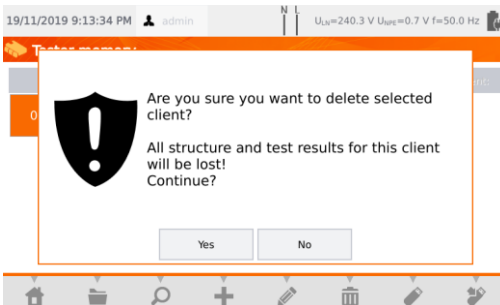 19/11/2019 9:13:34 PM admin N L U_LN=240.3 V U_NPE=0.7 V f=50.0 Hz
Tester memory
Are you sure you want to delete selected
client?
All structure and test results for this client
will be lost!
Continue?
Yes No